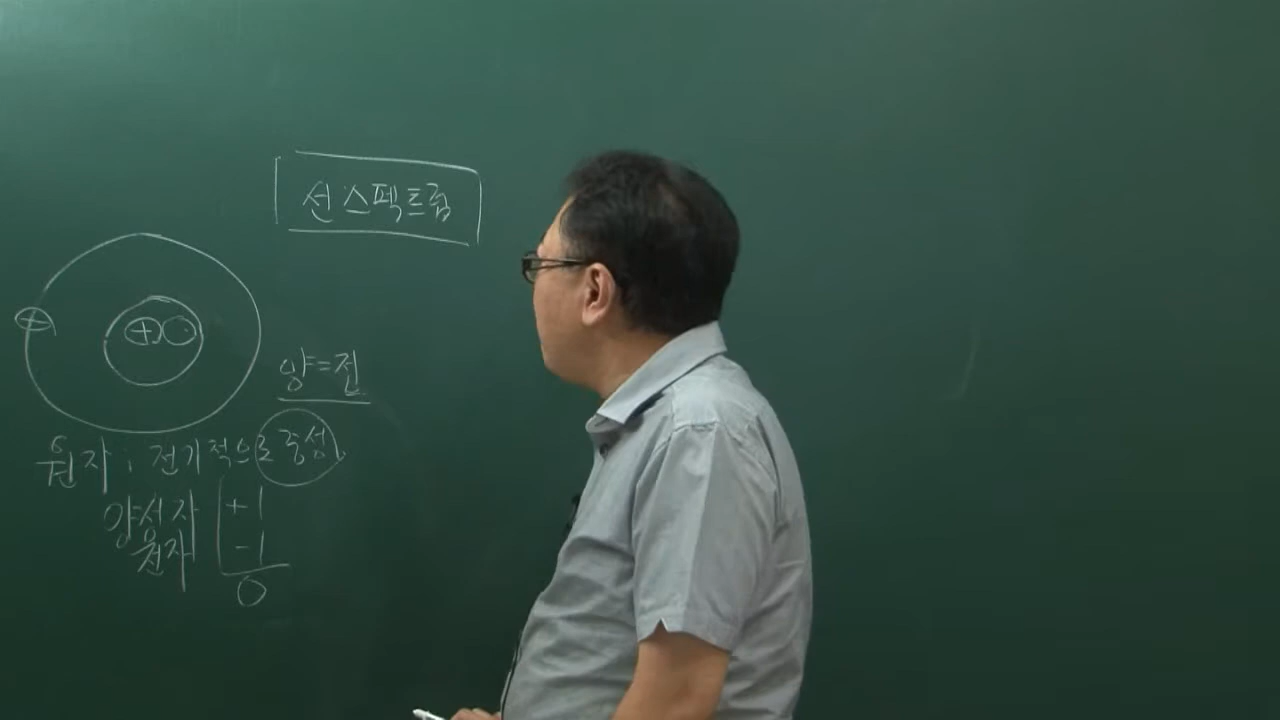 선 스펙트럼
+ 
양=전
원자 : 전기적으로 중성
양성자 +1
전자 -1
0